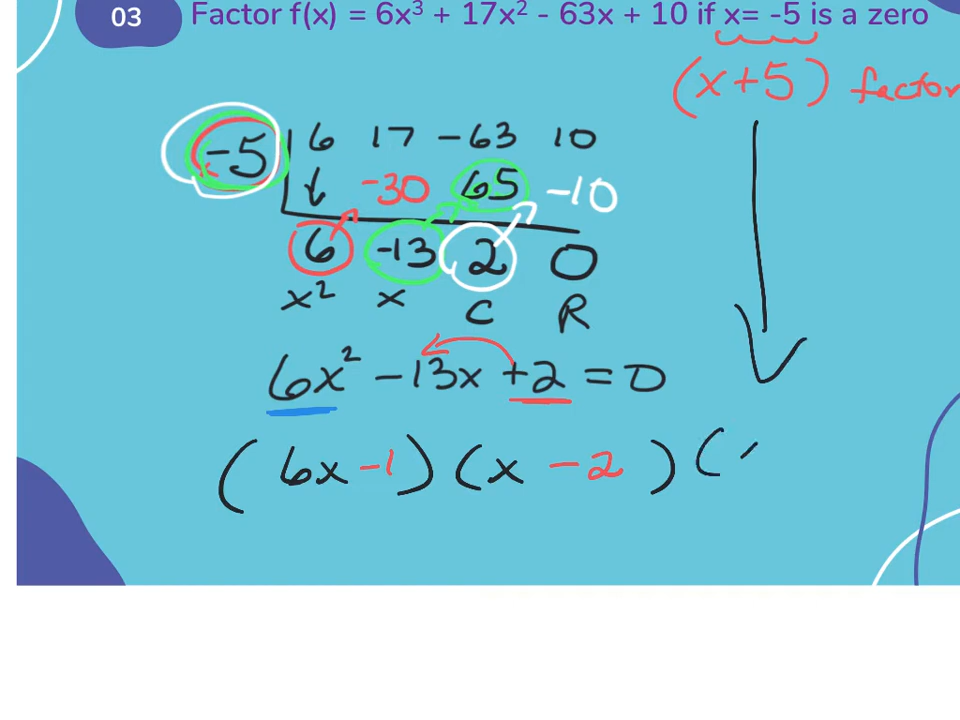 03 Factor f(x) = 6x³ + 17x² - 63x + 10 if x= -5 is a zero
(x+5) factor
-5 6 17 -63 10
-30 65 -10
6 -13 2 0
x² x C R
6x² -13x +2 = 0
(6x -1)(x -2)(